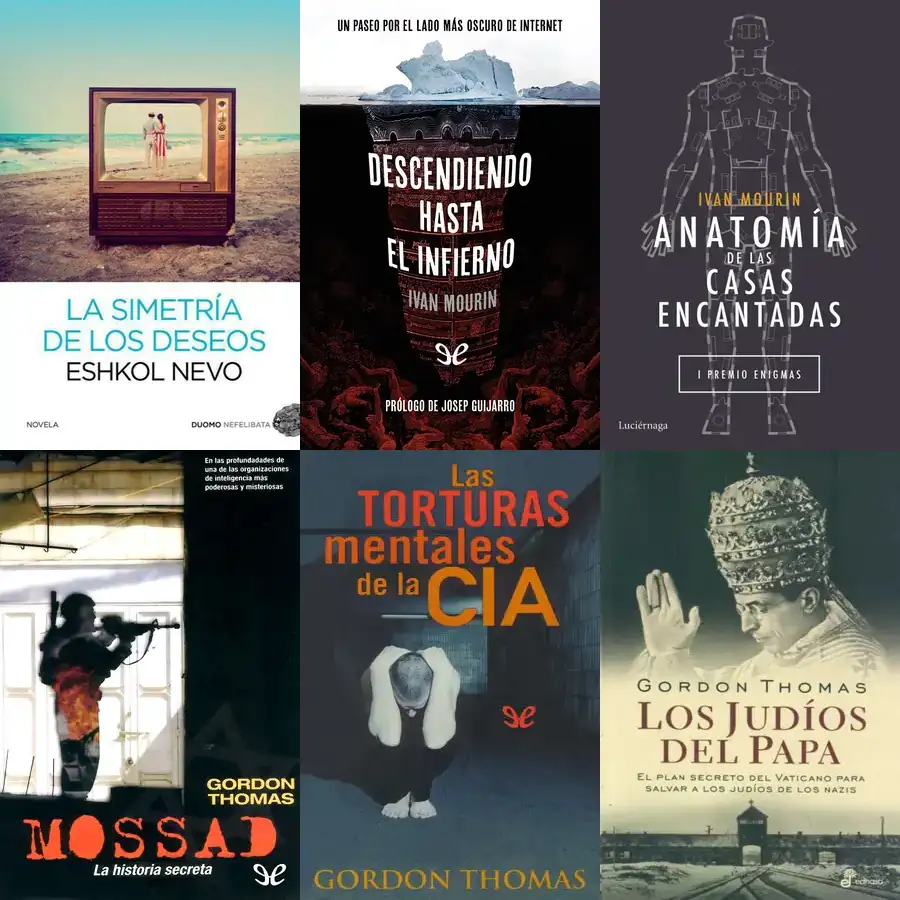 LA SIMETRÍA
DE LOS DESEOS
ESHKOL NEVO
NOVELA
DUOMO NEFELIBATA
UN PASEO POR EL LADO MÁS OSCURO DE INTERNET
DESCENDIENDO
HASTA
EL INFIERNO
IVAN MOURIN
PRÓLOGO DE JOSEP GUIJARRO
IVAN MOURIN
ANATOMÍA
DE LAS
CASAS
ENCANTADAS
I PREMIO ENIGMAS
Luciérnaga
En las profundadades de
una de las organizaciones
de inteligencia más
poderosas y misteriosas
GORDON
THOMAS
MOSSAD
La historia secreta
Las
TORTURAS
mentales
de la CIA
GORDON THOMAS
GORDON THOMAS
LOS JUDÍOS
DEL PAPA
EL PLAN SECRETO DEL VATICANO PARA
SALVAR A LOS JUDÍOS DE LOS NAZIS
edhasa